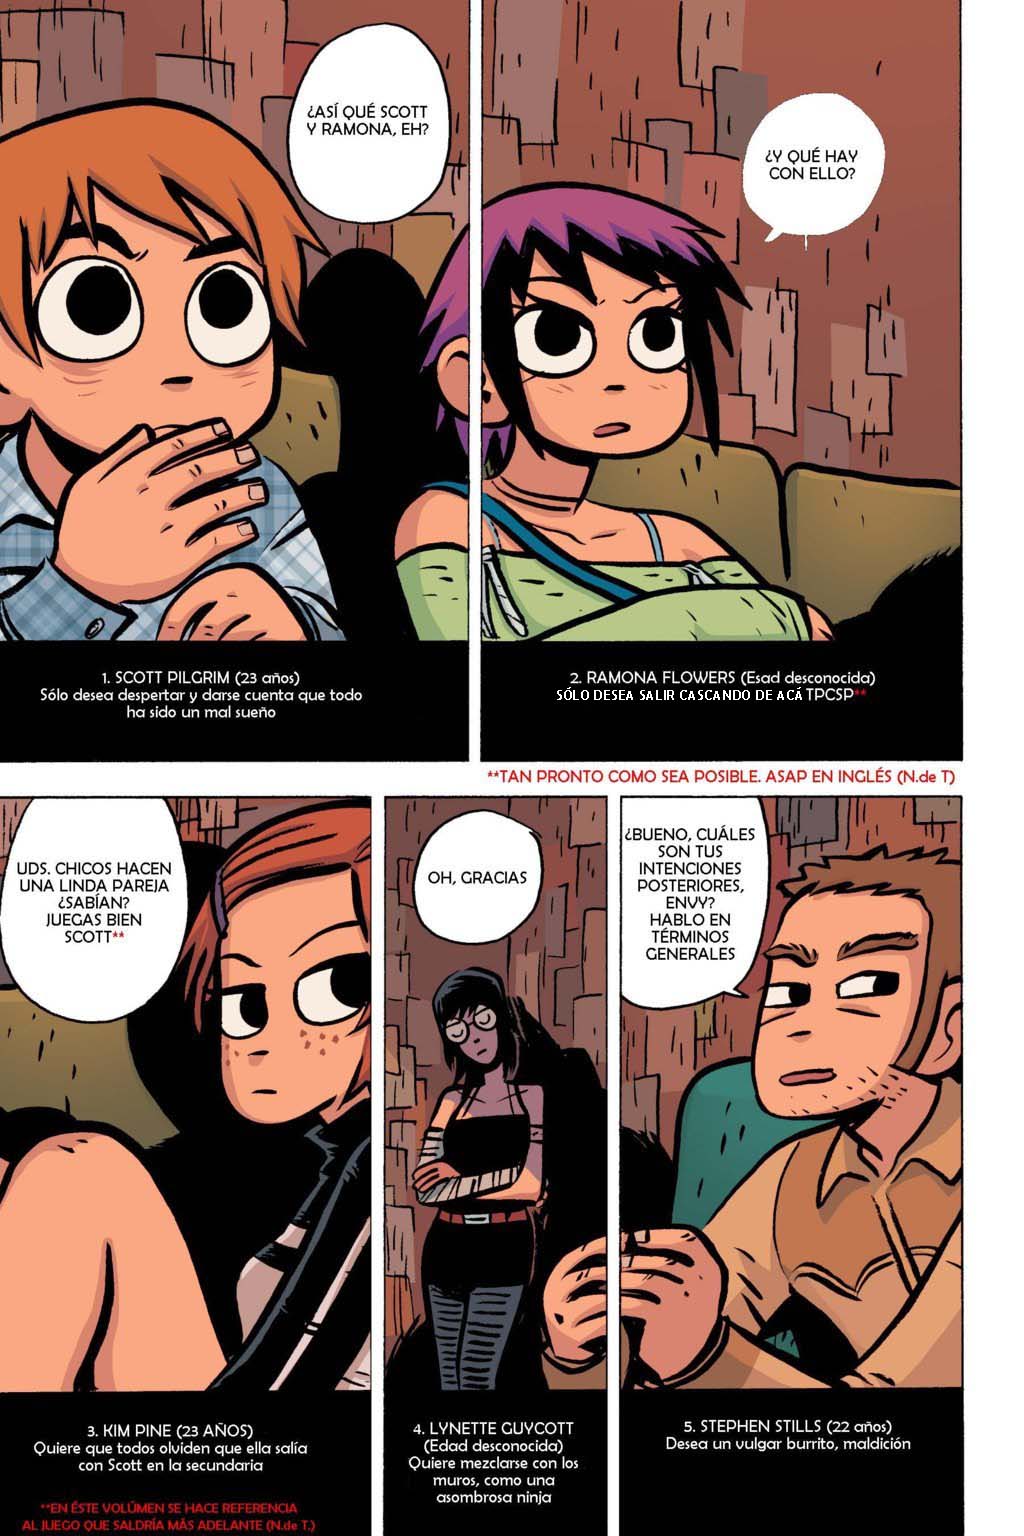 ¿ASÍ QUÉ SCOTT
Y RAMONA, EH?
¿Y QUÉ HAY
CON ELLO?
1. SCOTT PILGRIM (23 años)
Sólo desea despertar y darse cuenta que todo
ha sido un mal sueño
2. RAMONA FLOWERS (Esad desconocida)
SÓLO DESEA SALIR CASCANDO DE ACÁ TPCSP**
**TAN PRONTO COMO SEA POSIBLE. ASAP EN INGLÉS (N.de T)
UDS. CHICOS HACEN
UNA LINDA PAREJA
¿SABÍAN?
JUEGAS BIEN
SCOTT**
OH, GRACIAS
¿BUENO, CUÁLES
SON TUS
INTENCIONES
POSTERIORES,
ENVY?
HABLO EN
TÉRMINOS
GENERALES
3. KIM PINE (23 AÑOS)
Quiere que todos olviden que ella salía
con Scott en la secundaria
**EN ÉSTE VOLÚMEN SE HACE REFERENCIA
AL JUEGO QUE SALDRÍA MÁS ADELANTE (N.de T.)
4. LYNETTE GUYCOTT
(Edad desconocida)
Quiere mezclarse con los
muros, como una
asombrosa ninja
5. STEPHEN STILLS (22 años)
Desea un vulgar burrito, maldición